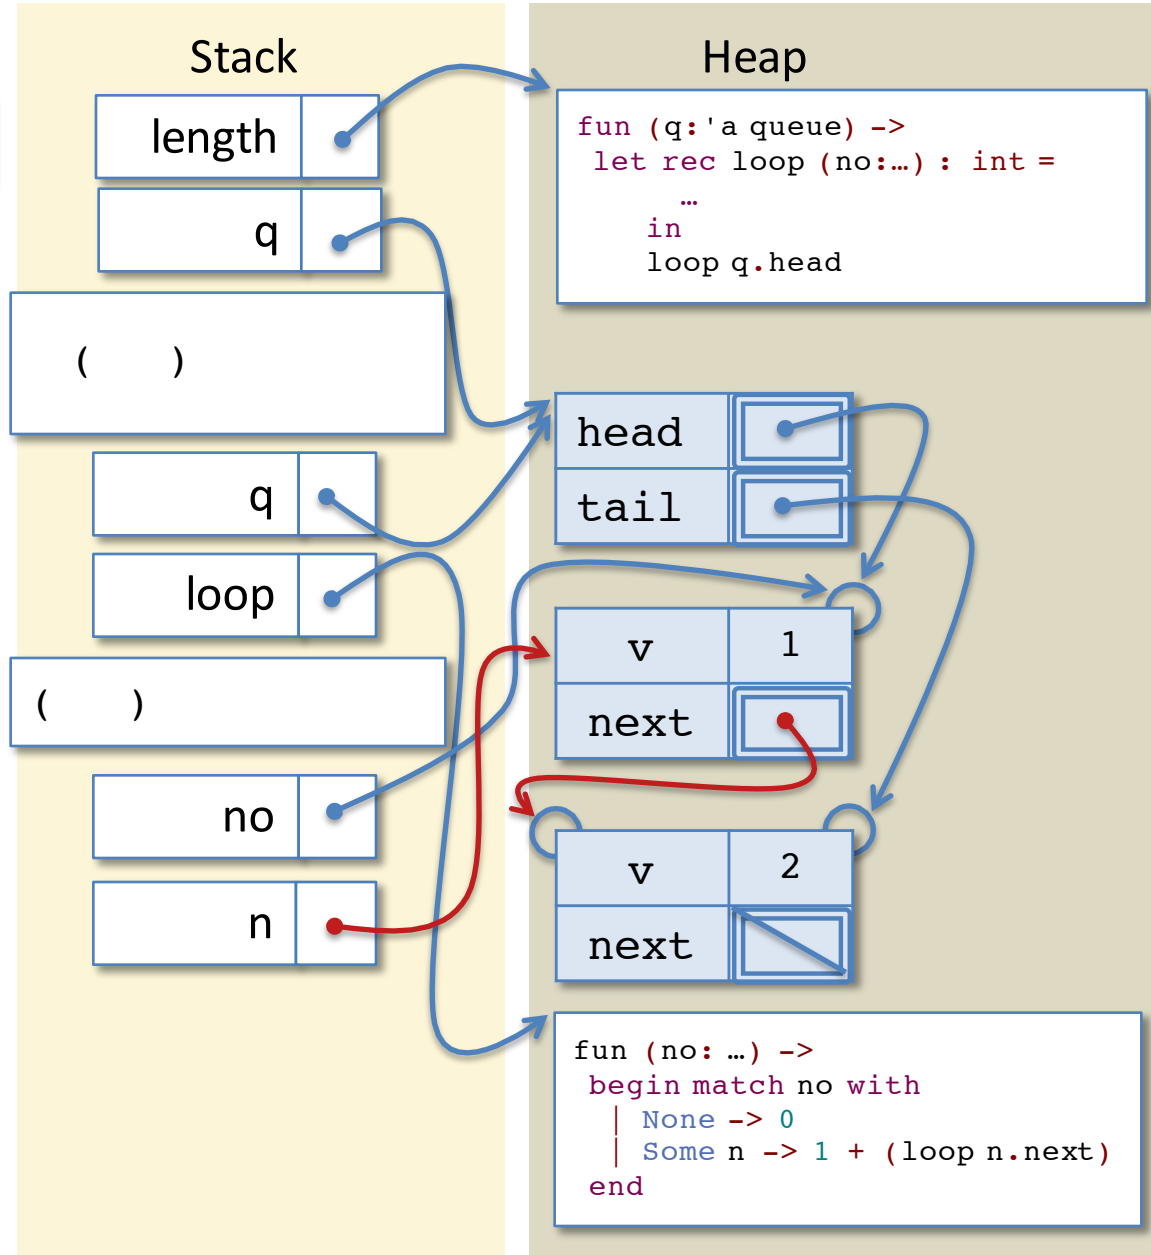 Stack
length
q
(    )
q
loop
(    )
no
n
Heap
fun (q:'a queue) ->
let rec loop (no:…) : int =
…
in
loop q.head
head
tail
v 1
next
v 2
next
fun (no: …) ->
begin match no with
| None -> 0
| Some n -> 1 + (loop n.next)
end